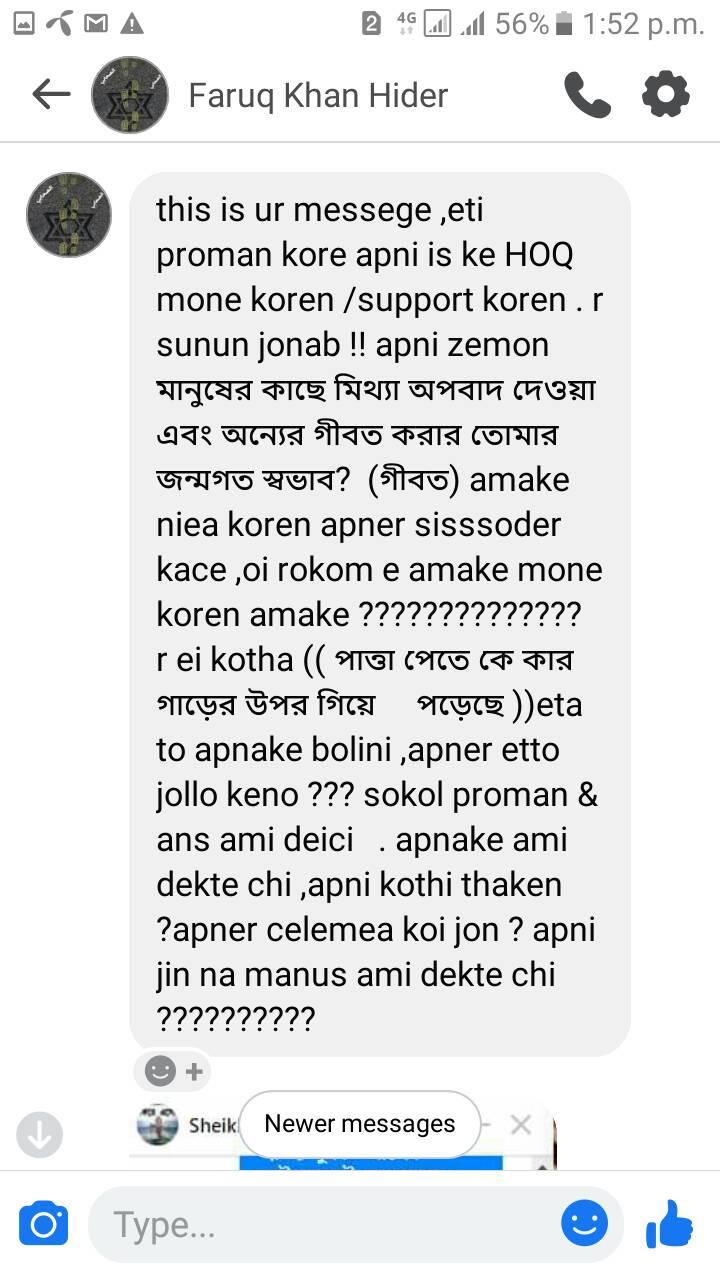 2 4G 56% 1:52 p.m.
Faruq Khan Hider
this is ur messege ,eti
proman kore apni is ke HOQ
mone koren /support koren . r
sunun jonab !! apni zemon
মানুষের কাছে মিথ্যা অপবাদ দেওয়া
এবং অন্যের গীবত করার তোমার
জন্মগত স্বভাব? (গীবত) amake
niea koren apner sisssoder
kace ,oi rokom e amake mone
koren amake ??????????????
r ei kotha (( পাত্তা পেতে কে কার
গাড়ের উপর গিয়ে পড়েছে ))eta
to apnake bolini ,apner etto
jollo keno ??? sokol proman &
ans ami deici . apnake ami
dekte chi ,apni kothi thaken
?apner celemea koi jon ? apni
jin na manus ami dekte chi
??????????
Sheik
Newer messages
Type...